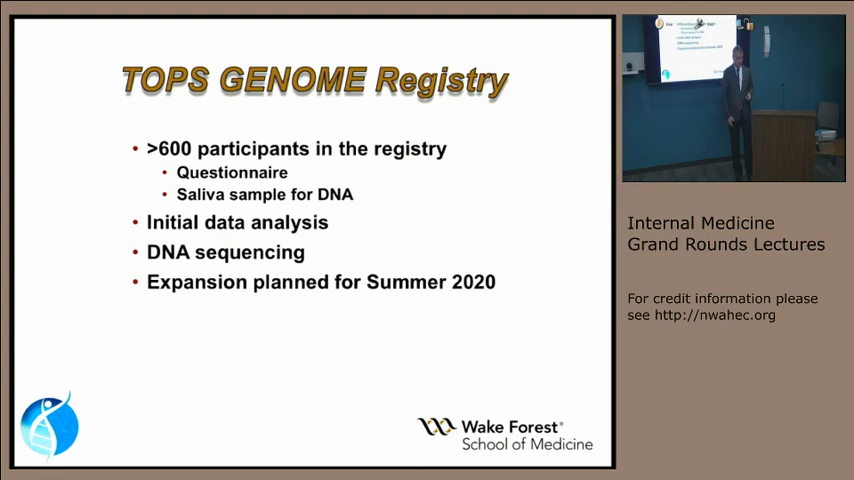 TOPS GENOME Registry
• >600 participants in the registry
• Questionnaire
• Saliva sample for DNA
• Initial data analysis
• DNA sequencing
• Expansion planned for Summer 2020
Wake Forest®
School of Medicine
Internal Medicine
Grand Rounds Lectures
For credit information please
see http://nwahec.org